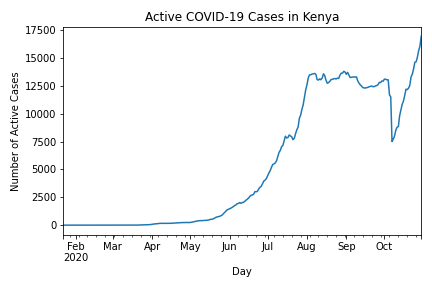 Active COVID-19 Cases in Kenya
Number of Active Cases
17500
15000
12500
10000
7500
5000
2500
0
Feb Mar Apr May Jun Jul Aug Sep Oct
2020
Day